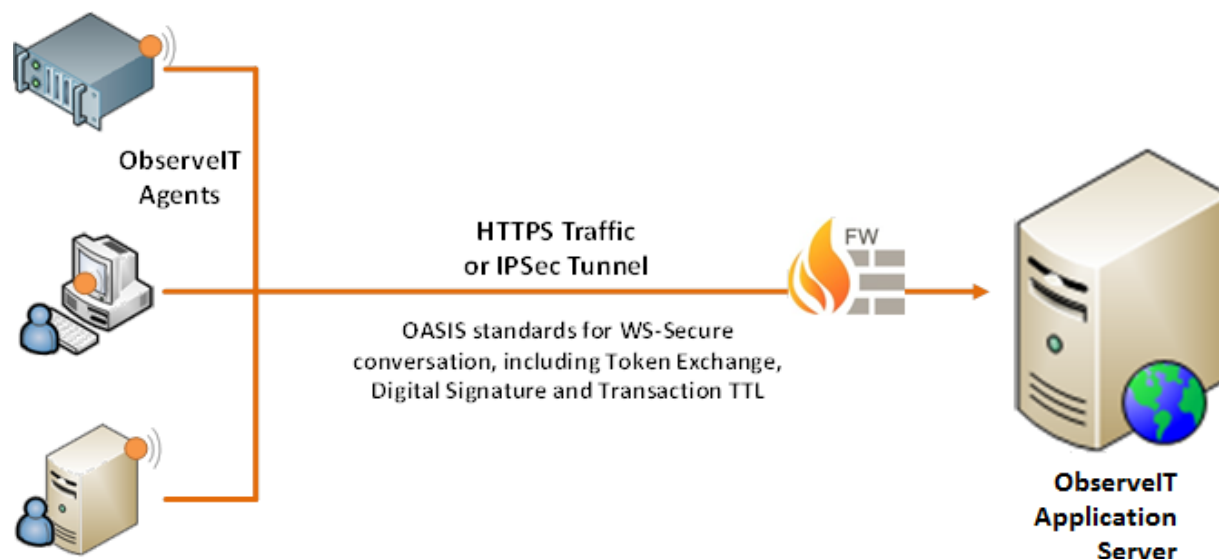 ObserveIT
Agents
HTTPS Traffic
or IPSec Tunnel
FW
OASIS standards for WS-Secure
conversation, including Token Exchange,
Digital Signature and Transaction TTL
ObserveIT
Application
Server